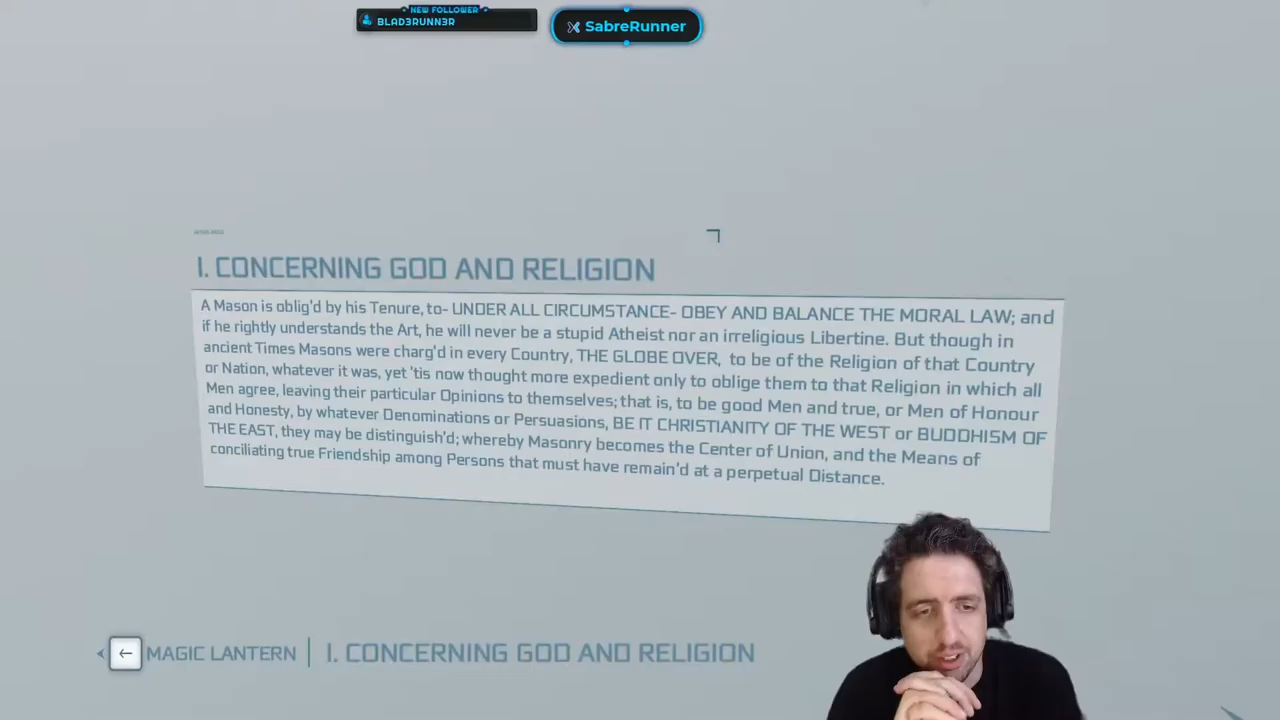 NEW FOLLOWER
BLAD3RUNN3R
SabreRunner
I. CONCERNING GOD AND RELIGION
A Mason is oblig'd by his Tenure, to- UNDER ALL CIRCUMSTANCE- OBEY AND BALANCE THE MORAL LAW; and
if he rightly understands the Art, he will never be a stupid Atheist nor an irreligious Libertine. But though in
ancient Times Masons were charg'd in every Country, THE GLOBE OVER, to be of the Religion of that Country
or Nation, whatever it was, yet 'tis now thought more expedient only to oblige them to that Religion in which all
Men agree, leaving their particular Opinions to themselves; that is, to be good Men and true, or Men of Honour
and Honesty, by whatever Denominations or Persuasions, BE IT CHRISTIANITY OF THE WEST or BUDDHISM OF
THE EAST, they may be distinguish'd; whereby Masonry becomes the Center of Union, and the Means of
conciliating true Friendship among Persons that must have remain'd at a perpetual Distance.
MAGIC LANTERN | I. CONCERNING GOD AND RELIGION